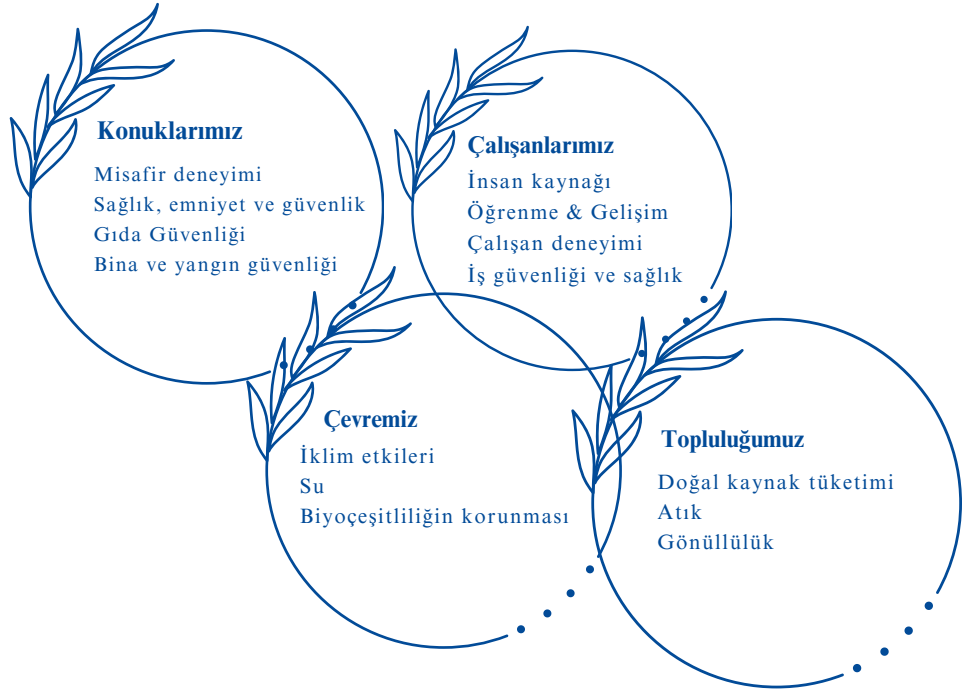 Konuklarımız
Misafir deneyimi
Sağlık, emniyet ve güvenlik
Gıda Güvenliği
Bina ve yangın güvenliği
Çalışanlarımız
İnsan kaynağı
Öğrenme & Gelişim
Çalışan deneyimi
İş güvenliği ve sağlık
Çevremiz
İklim etkileri
Su
Biyoçeşitliliğin korunması
Topluluğumuz
Doğal kaynak tüketimi
Atık
Gönüllülük